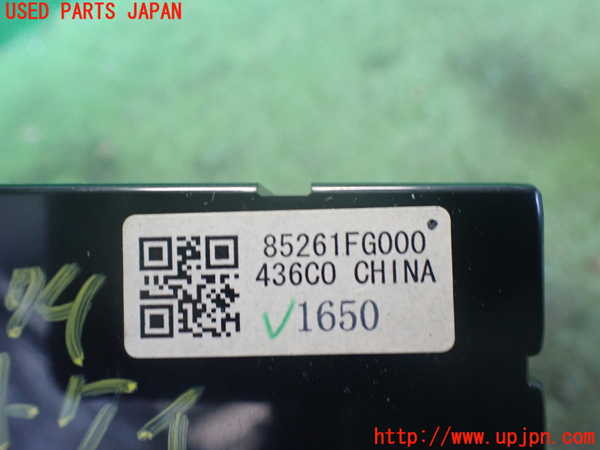 USED PARTS JAPAN
85261FG000
436C0 CHINA
1650
http://www.upjpn.com